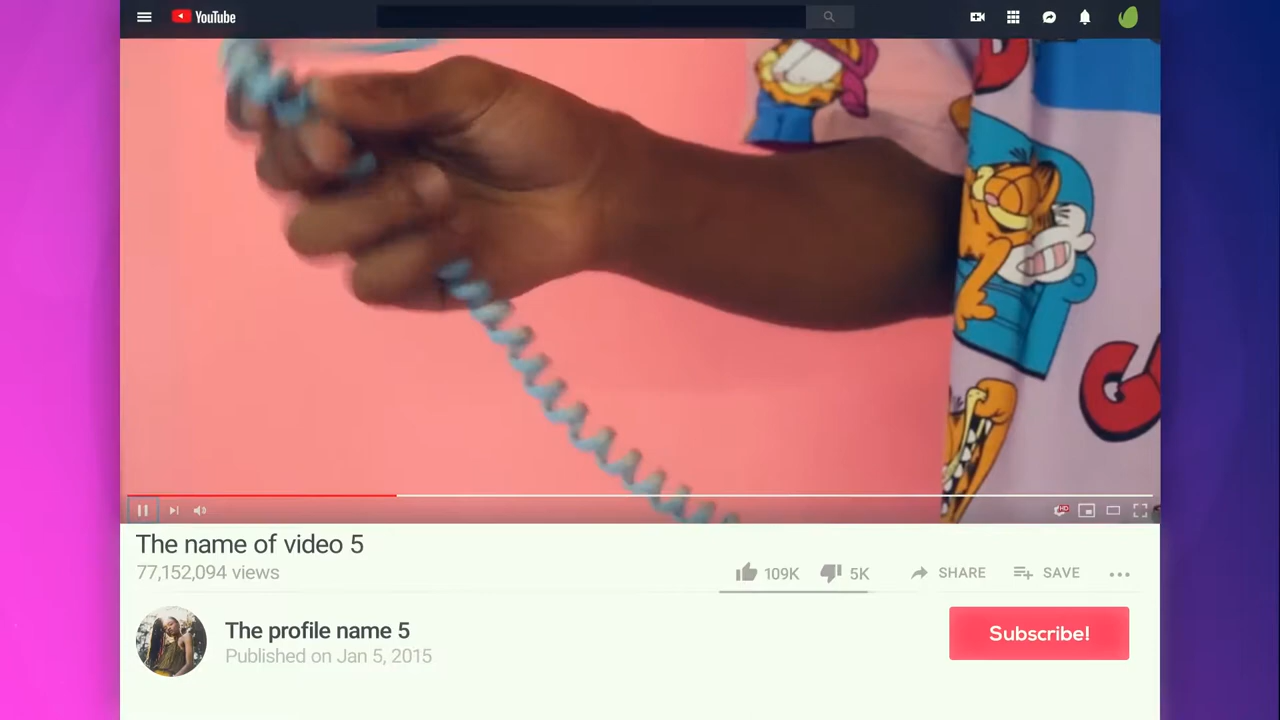 YouTube
HD
The name of video 5
77,152,094 views
109K
5K
SHARE
SAVE
The profile name 5
Published on Jan 5, 2015
Subscribe!